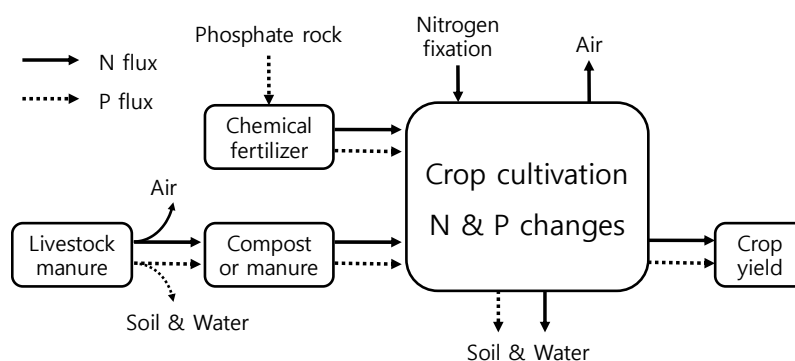 Phosphate rock
Nitrogen
fixation
Air
N flux
P flux
Chemical
fertilizer
Crop cultivation
N & P changes
Air
Livestock
manure
Compost
or manure
Crop
yield
Soil & Water
Soil & Water